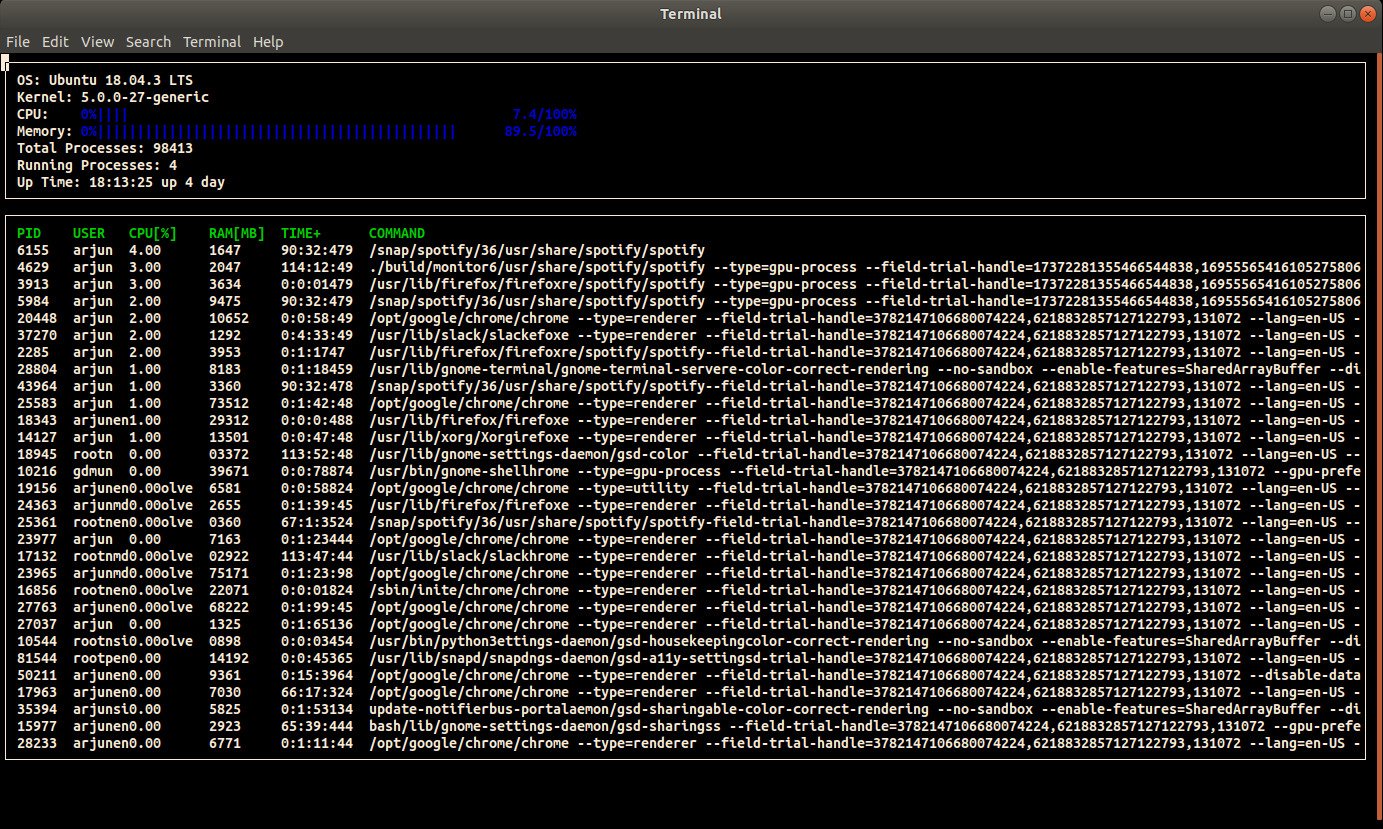 Terminal
File Edit View Search Terminal Help
OS: Ubuntu 18.04.3 LTS
Kernel: 5.0.0-27-generic
CPU: 0%|||| 7.4/100%
Memory: 0%||||||||||||||||||||||||||||||||||||||||||||| 89.5/100%
Total Processes: 98413
Running Processes: 4
Up Time: 18:13:25 up 4 day
PID USER CPU[%] RAM[MB] TIME+ COMMAND
6155 arjun 4.00 1647 90:32:479 /snap/spotify/36/usr/share/spotify/spotify
4629 arjun 3.00 2047 114:12:49 ./build/monitor6/usr/share/spotify/spotify --type=gpu-process --field-trial-handle=17372281355466544838,16955565416105275806
3913 arjun 3.00 3634 0:0:01479 /usr/lib/firefox/firefoxre/spotify/spotify --type=gpu-process --field-trial-handle=17372281355466544838,16955565416105275806
5984 arjun 2.00 9475 90:32:479 /snap/spotify/36/usr/share/spotify/spotify --type=gpu-process --field-trial-handle=17372281355466544838,16955565416105275806
20448 arjun 2.00 10652 0:0:58:49 /opt/google/chrome/chrome --type=renderer --field-trial-handle=3782147106680074224,6218832857127122793,131072 --lang=en-US -
37270 arjun 2.00 1292 0:4:33:49 /usr/lib/slack/slackefoxe --type=renderer --field-trial-handle=3782147106680074224,6218832857127122793,131072 --lang=en-US -
2285 arjun 2.00 3953 0:1:1747 /usr/lib/firefox/firefoxre/spotify/spotify--field-trial-handle=3782147106680074224,6218832857127122793,131072 --lang=en-US -
28804 arjun 1.00 8183 0:1:18459 /usr/lib/gnome-terminal/gnome-terminal-servere-color-correct-rendering --no-sandbox --enable-features=SharedArrayBuffer --di
43964 arjun 1.00 3360 90:32:478 /snap/spotify/36/usr/share/spotify/spotify--field-trial-handle=3782147106680074224,6218832857127122793,131072 --lang=en-US -
25583 arjun 1.00 73512 0:1:42:48 /opt/google/chrome/chrome --type=renderer --field-trial-handle=3782147106680074224,6218832857127122793,131072 --lang=en-US -
18343 arjunen1.00 29312 0:0:0:488 /usr/lib/firefox/firefoxe --type=renderer --field-trial-handle=3782147106680074224,6218832857127122793,131072 --lang=en-US -
14127 arjun 1.00 13501 0:0:47:48 /usr/lib/xorg/Xorgirefoxe --type=renderer --field-trial-handle=3782147106680074224,6218832857127122793,131072 --lang=en-US -
18945 rootn 0.00 03372 113:52:48 /usr/lib/gnome-settings-daemon/gsd-color --field-trial-handle=3782147106680074224,6218832857127122793,131072 --lang=en-US --
10216 gdmun 0.00 39671 0:0:78874 /usr/bin/gnome-shellhrome --type=gpu-process --field-trial-handle=3782147106680074224,6218832857127122793,131072 --gpu-prefe
19156 arjunen0.00olve 6581 0:0:58824 /opt/google/chrome/chrome --type=utility --field-trial-handle=3782147106680074224,6218832857127122793,131072 --lang=en-US --
24363 arjunmd0.00olve 2655 0:1:39:45 /usr/lib/firefox/firefoxe --type=renderer --field-trial-handle=3782147106680074224,6218832857127122793,131072 --lang=en-US -
25361 rootnen0.00olve 0360 67:1:3524 /snap/spotify/36/usr/share/spotify/spotify-field-trial-handle=3782147106680074224,6218832857127122793,131072 --lang=en-US --
23977 arjun 0.00 7163 0:1:23444 /opt/google/chrome/chrome --type=renderer --field-trial-handle=3782147106680074224,6218832857127122793,131072 --lang=en-US -
17132 rootnmd0.00olve 02922 113:47:44 /usr/lib/slack/slackhrome --type=renderer --field-trial-handle=3782147106680074224,6218832857127122793,131072 --lang=en-US -
23965 arjunmd0.00olve 75171 0:1:23:98 /opt/google/chrome/chrome --type=renderer --field-trial-handle=3782147106680074224,6218832857127122793,131072 --lang=en-US -
16856 rootnen0.00olve 22071 0:0:01824 /sbin/inite/chrome/chrome --type=renderer --field-trial-handle=3782147106680074224,6218832857127122793,131072 --lang=en-US -
27763 arjunen0.00olve 68222 0:1:99:45 /opt/google/chrome/chrome --type=renderer --field-trial-handle=3782147106680074224,6218832857127122793,131072 --lang=en-US -
27037 arjun 0.00 1325 0:1:65136 /opt/google/chrome/chrome --type=renderer --field-trial-handle=3782147106680074224,6218832857127122793,131072 --lang=en-US -
10544 rootnsi0.00olve 0898 0:0:03454 /usr/bin/python3ettings-daemon/gsd-housekeepingcolor-correct-rendering --no-sandbox --enable-features=SharedArrayBuffer --di
81544 rootpen0.00 14192 0:0:45365 /usr/lib/snapd/snapdngs-daemon/gsd-a11y-settingsd-trial-handle=3782147106680074224,6218832857127122793,131072 --lang=en-US -
50211 arjunen0.00 9361 0:15:3964 /opt/google/chrome/chrome --type=renderer --field-trial-handle=3782147106680074224,6218832857127122793,131072 --disable-data
17963 arjunen0.00 7030 66:17:324 /opt/google/chrome/chrome --type=renderer --field-trial-handle=3782147106680074224,6218832857127122793,131072 --lang=en-US -
35394 arjunsi0.00 5825 0:1:53134 update-notifierbus-portalaemon/gsd-sharingable-color-correct-rendering --no-sandbox --enable-features=SharedArrayBuffer --di
15977 arjunen0.00 2923 65:39:444 bash/lib/gnome-settings-daemon/gsd-sharingss --field-trial-handle=3782147106680074224,6218832857127122793,131072 --gpu-prefe
28233 arjunen0.00 6771 0:1:11:44 /opt/google/chrome/chrome --type=renderer --field-trial-handle=3782147106680074224,6218832857127122793,131072 --lang=en-US -